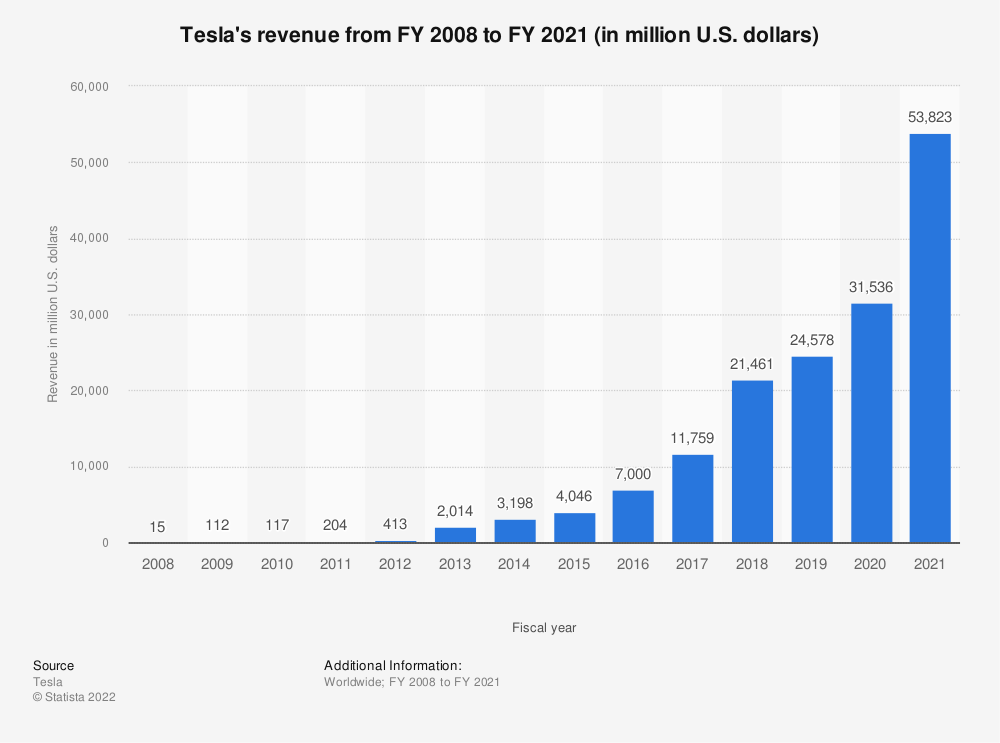 Tesla's revenue from FY 2008 to FY 2021 (in million U.S. dollars)
Revenue in million U.S. dollars
60,000
50,000
40,000
30,000
20,000
10,000
0
15
112
117
204
413
2,014
3,198
4,046
7,000
11,759
21,461
24,578
31,536
53,823
2008 2009 2010 2011 2012 2013 2014 2015 2016 2017 2018 2019 2020 2021
Fiscal year
Source
Tesla
© Statista 2022
Additional Information:
Worldwide; FY 2008 to FY 2021